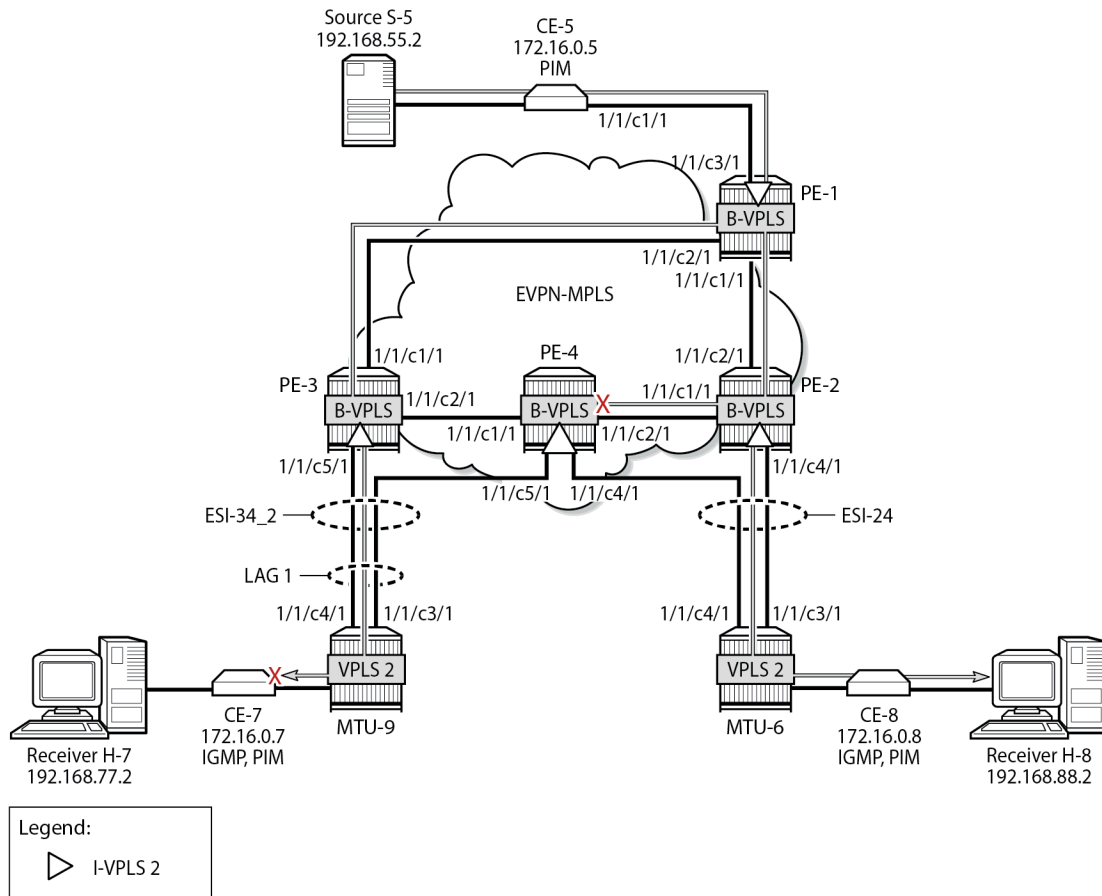 Source S-5
192.168.55.2
CE-5
172.16.0.5
PIM
1/1/c1/1
1/1/c3/1
PE-1
B-VPLS
1/1/c2/1
1/1/c1/1
EVPN-MPLS
1/1/c1/1
PE-4
1/1/c2/1
PE-3
1/1/c2/1
1/1/c1/1
PE-2
B-VPLS
B-VPLS
B-VPLS
1/1/c1/1
1/1/c2/1
1/1/c5/1
1/1/c4/1
1/1/c5/1
1/1/c4/1
ESI-34_2
ESI-24
LAG 1
1/1/c4/1
1/1/c3/1
1/1/c4/1
1/1/c3/1
VPLS 2
VPLS 2
X
X
MTU-9
MTU-6
CE-7
172.16.0.7
IGMP, PIM
CE-8
172.16.0.8
IGMP, PIM
Receiver H-7
192.168.77.2
Receiver H-8
192.168.88.2
Legend:
I-VPLS 2